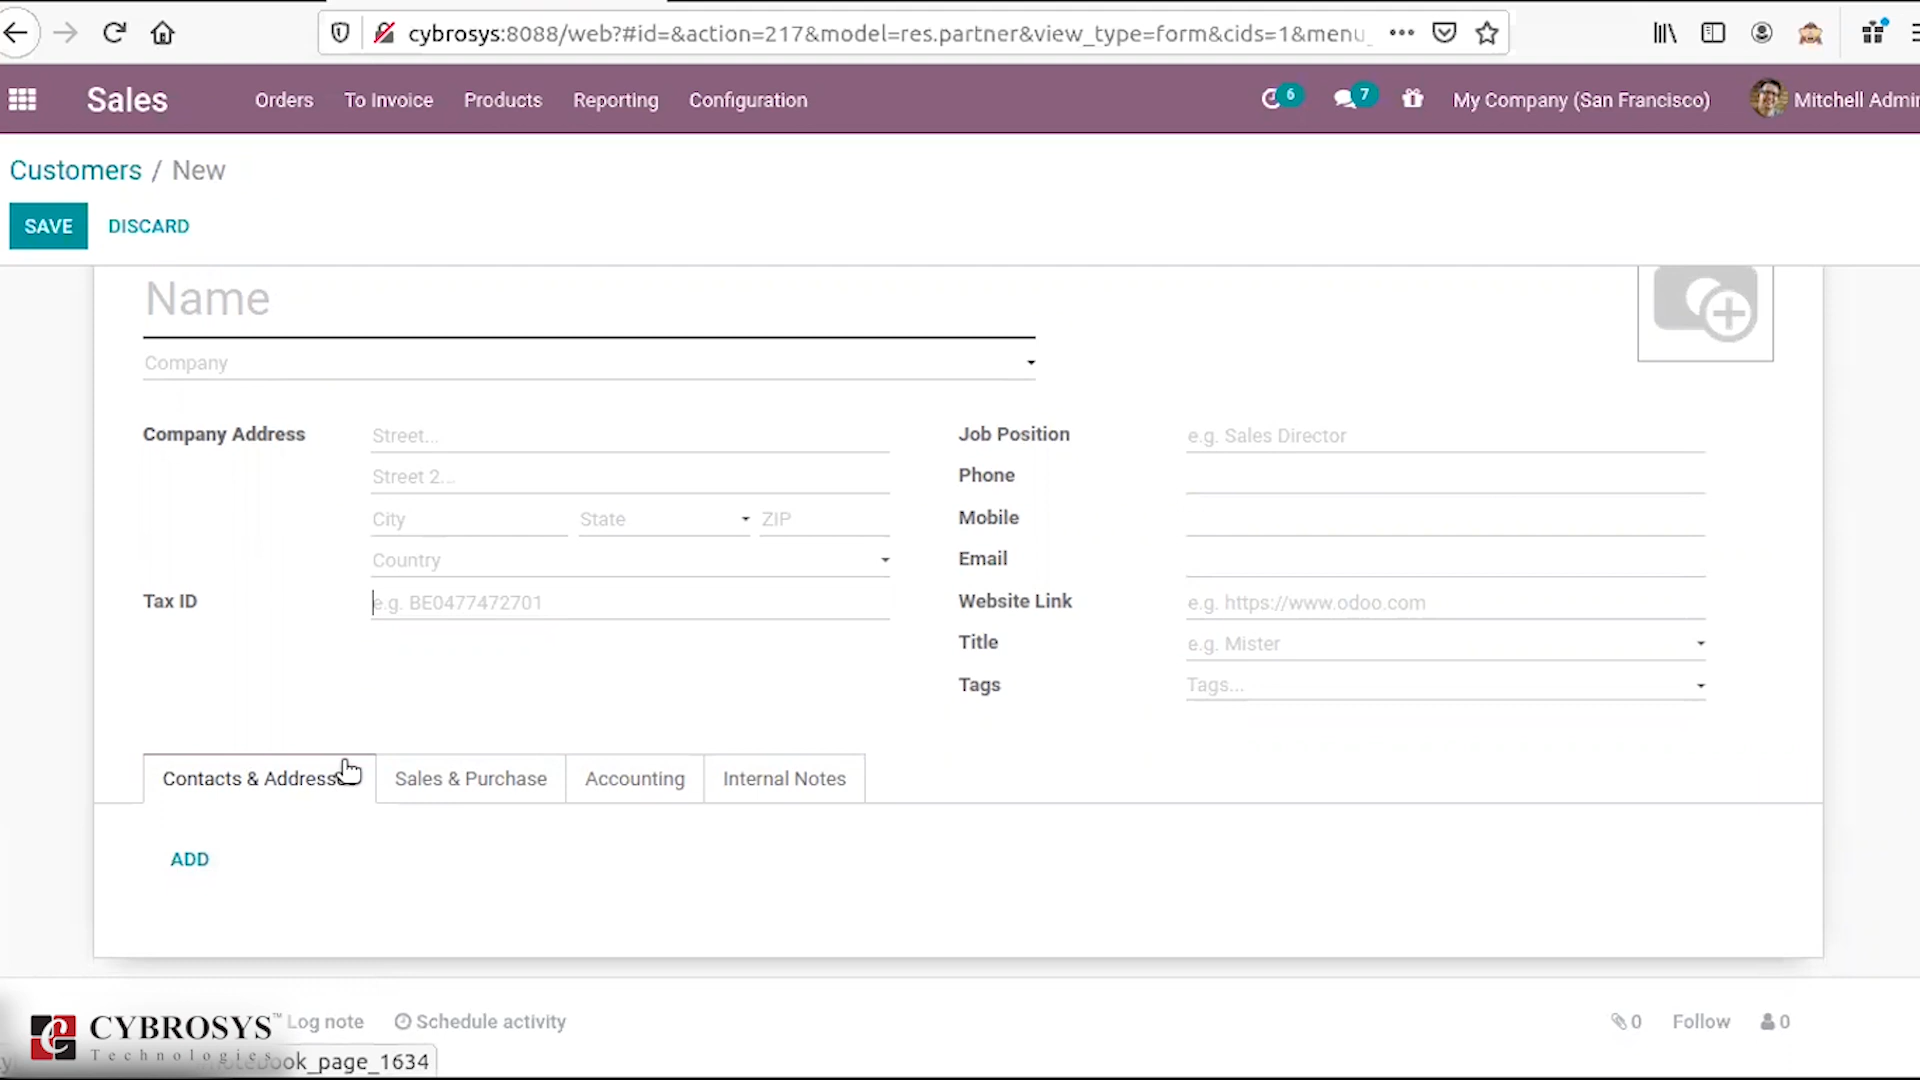 cybrosys:8088/web?#id=&action=217&model=res.partner&view_type=form&cids=1&menu_
Sales Orders To Invoice Products Reporting Configuration 6 7 My Company (San Francisco) Mitchell Admin
Customers / New
SAVE DISCARD
Name
Company
Company Address Street... Job Position e.g. Sales Director
Street 2... Phone
City State ZIP Mobile
Country Email
Tax ID e.g. BE0477472701 Website Link e.g. https://www.odoo.com
Title e.g. Mister
Tags Tags...
Contacts & Addresses Sales & Purchase Accounting Internal Notes
ADD
CYBROSYS™ Log note Schedule activity 0 Follow 0
Technologies
notebook_page_1634